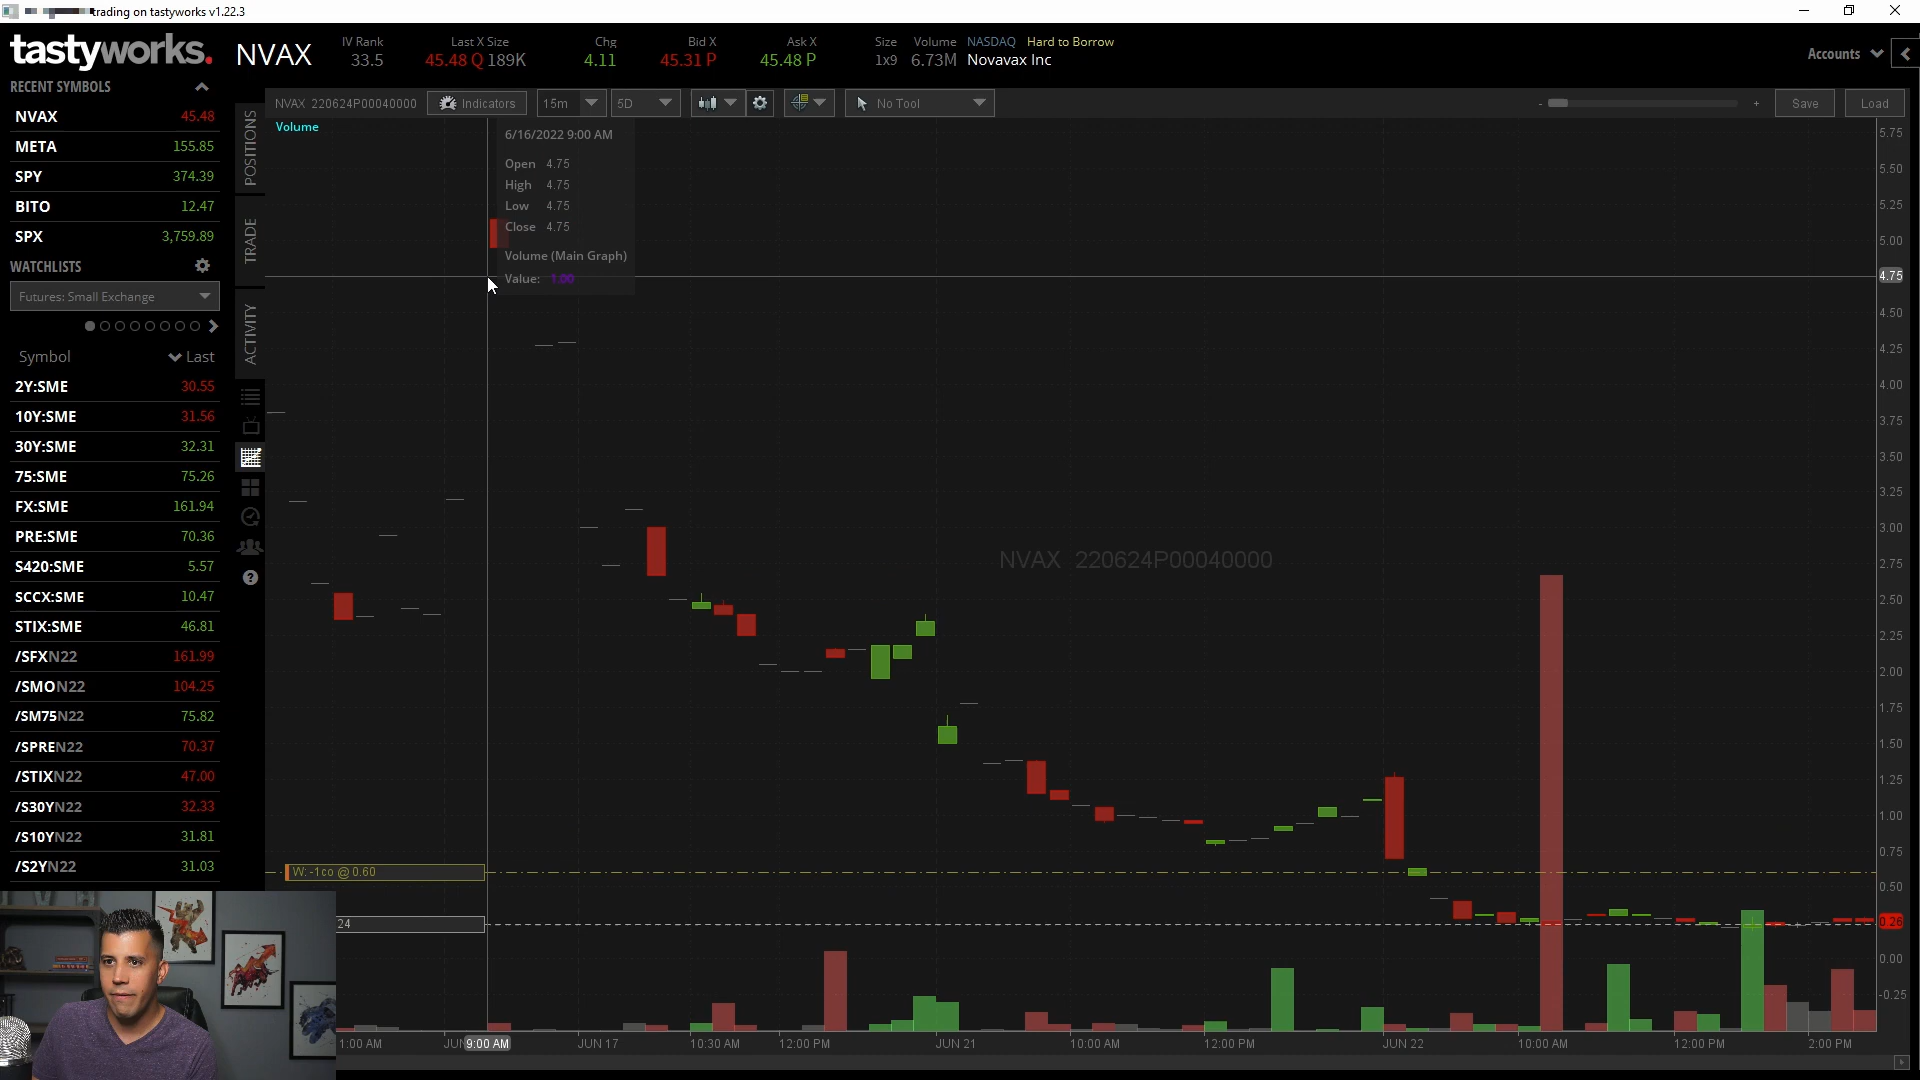 trading on tastyworks v1.22.3
tastyworks.
NVAX
IV Rank
33.5
Last X Size
45.48 Q 189K
Chg
4.11
Bid X
45.31 P
Ask X
45.48 P
Size
1x9
Volume
6.73M
NASDAQ Hard to Borrow
Novavax Inc
Accounts
RECENT SYMBOLS
NVAX 45.48
META 155.85
SPY 374.39
BITO 12.47
SPX 3,759.89
WATCHLISTS
Futures: Small Exchange
Symbol Last
2Y:SME 30.55
10Y:SME 31.56
30Y:SME 32.31
75:SME 75.26
FX:SME 161.94
PRE:SME 70.36
S420:SME 5.57
SCCX:SME 10.47
STIX:SME 46.81
/SFXN22 161.99
/SMON22 104.25
/SM75N22 75.82
/SPREN22 70.37
/STIXN22 47.00
/S30YN22 32.33
/S10YN22 31.81
/S2YN22 31.03
POSITIONS
TRADE
ACTIVITY
NVAX 220624P00040000 Indicators 15m 5D No Tool - + Save Load
Volume
6/16/2022 9:00 AM
Open 4.75
High 4.75
Low 4.75
Close 4.75
Volume (Main Graph)
Value: 1.00
NVAX 220624P00040000
W: -1co @ 0.60
24
5.75
5.50
5.25
5.00
4.75
4.50
4.25
4.00
3.75
3.50
3.25
3.00
2.75
2.50
2.25
2.00
1.75
1.50
1.25
1.00
0.75
0.50
0.26
0.00
-0.25
1:00 AM 9:00 AM JUN 17 10:30 AM 12:00 PM JUN 21 10:00 AM 12:00 PM JUN 22 10:00 AM 12:00 PM 2:00 PM